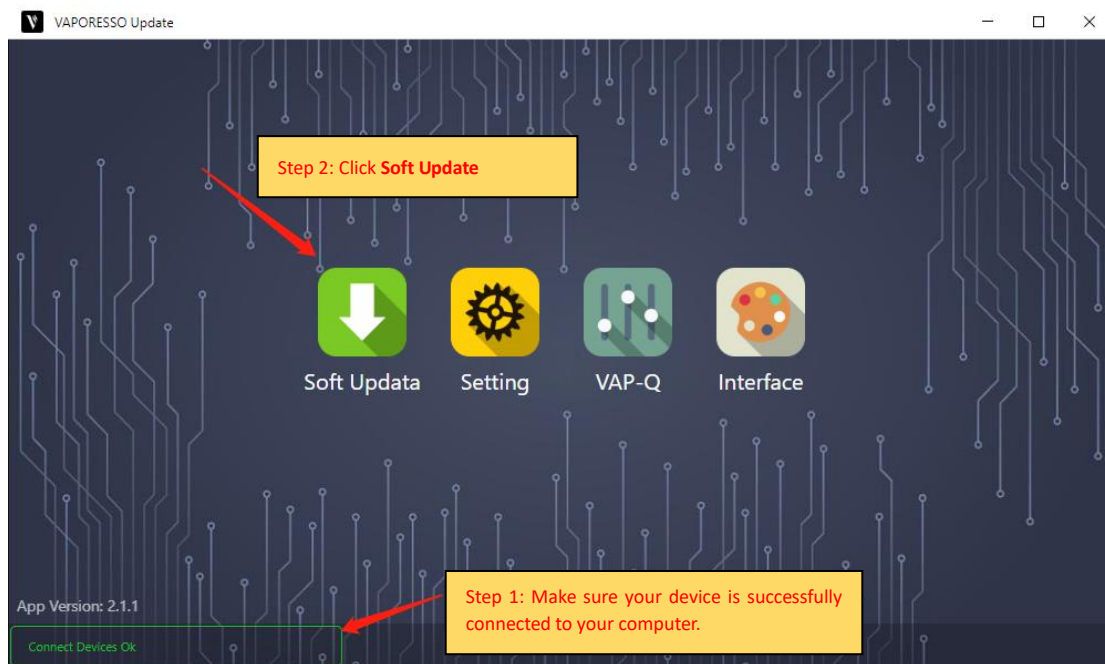 VAPORESSO Update
Step 2: Click Soft Update
Soft Updata
Setting
VAP-Q
Interface
App Version: 2.1.1
Step 1: Make sure your device is successfully
connected to your computer.
Connect Devices Ok